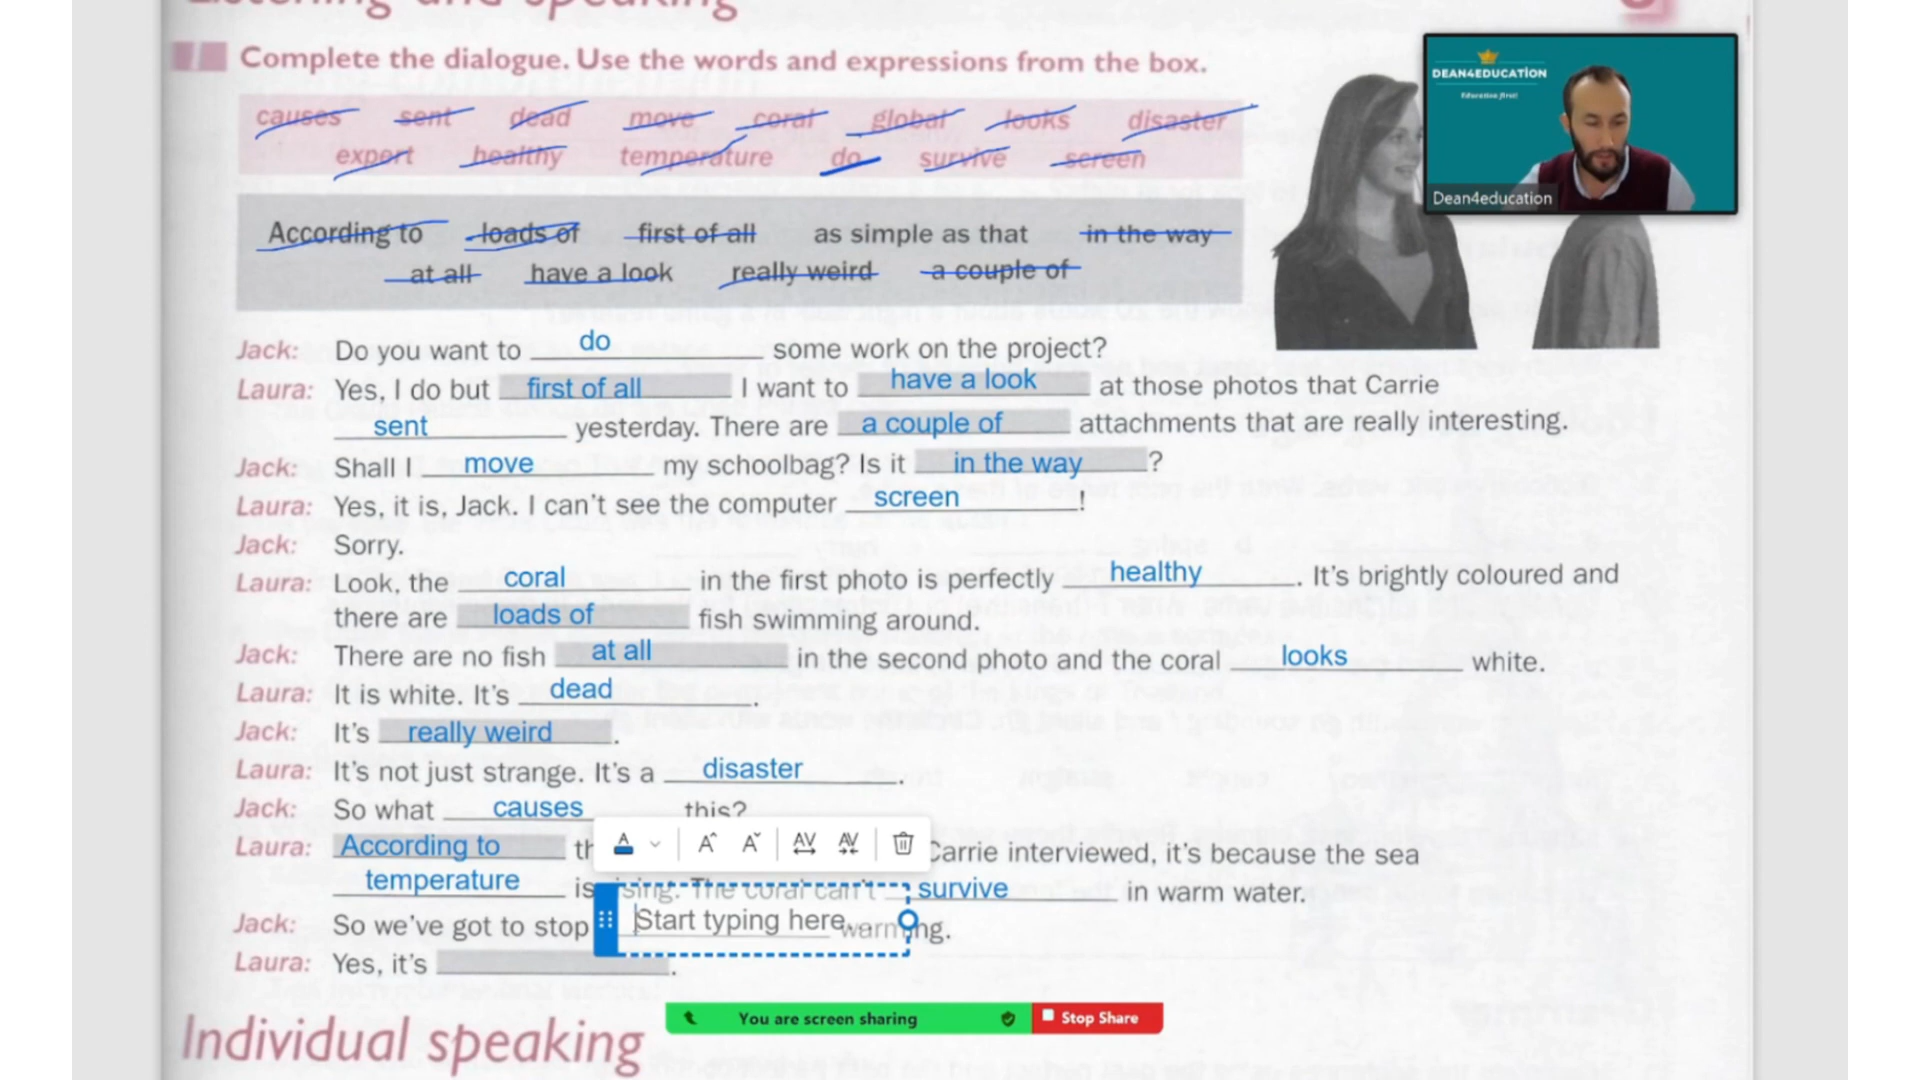 Listening and speaking
Complete the dialogue. Use the words and expressions from the box.
causes sent dead move coral global looks disaster
expert healthy temperature do survive screen
According to loads of first of all as simple as that in the way
at all have a look really weird a couple of
DEAN4EDUCATION
Education first!
Dean4education
Jack: Do you want to do some work on the project?
Laura: Yes, I do but first of all I want to have a look at those photos that Carrie
sent yesterday. There are a couple of attachments that are really interesting.
Jack: Shall I move my schoolbag? Is it in the way ?
Laura: Yes, it is, Jack. I can't see the computer screen !
Jack: Sorry.
Laura: Look, the coral in the first photo is perfectly healthy . It's brightly coloured and
there are loads of fish swimming around.
Jack: There are no fish at all in the second photo and the coral looks white.
Laura: It is white. It's dead .
Jack: It's really weird .
Laura: It's not just strange. It's a disaster .
Jack: So what causes this?
Laura: According to Carrie interviewed, it's because the sea
temperature is rising. The coral can't survive in warm water.
Jack: So we've got to stop Start typing here... warming.
Laura: Yes, it's .
You are screen sharing Stop Share
Individual speaking